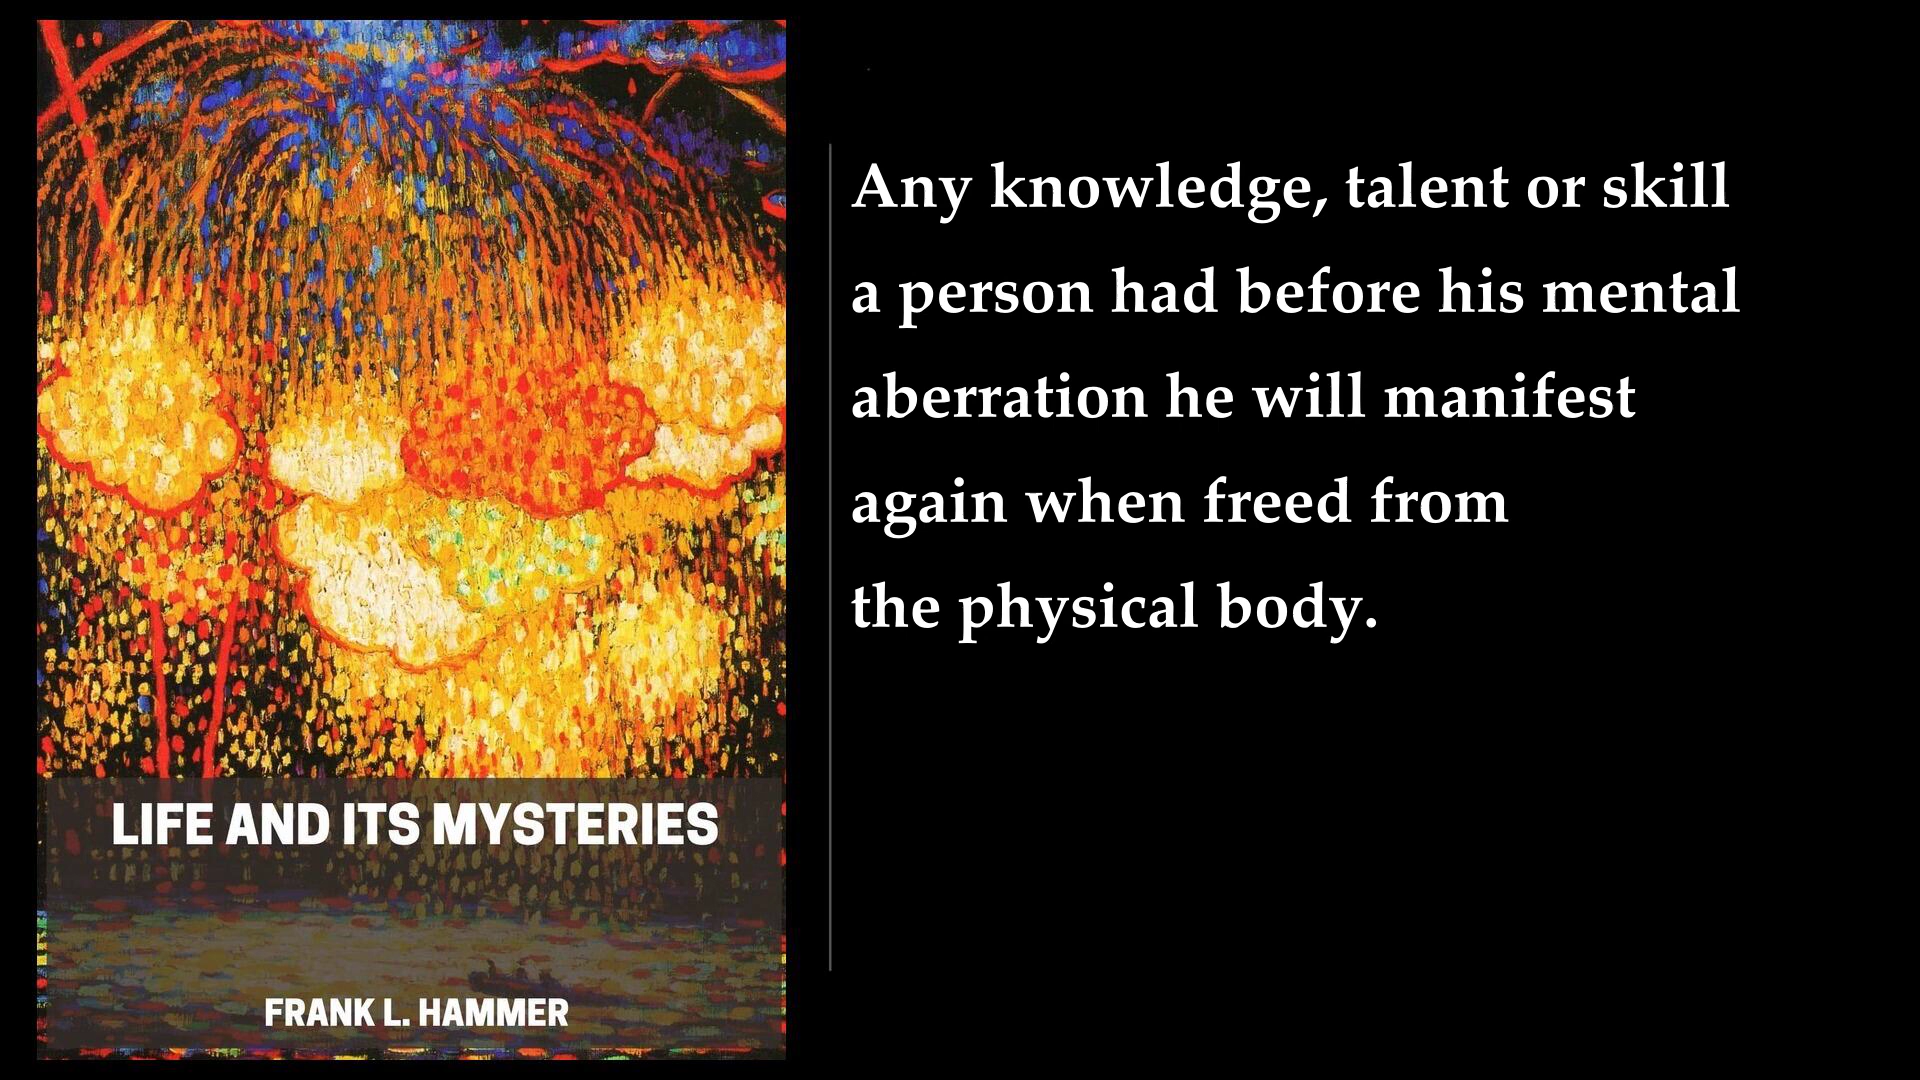 Any knowledge, talent or skill
a person had before his mental
aberration he will manifest
again when freed from
the physical body.
LIFE AND ITS MYSTERIES
FRANK L. HAMMER